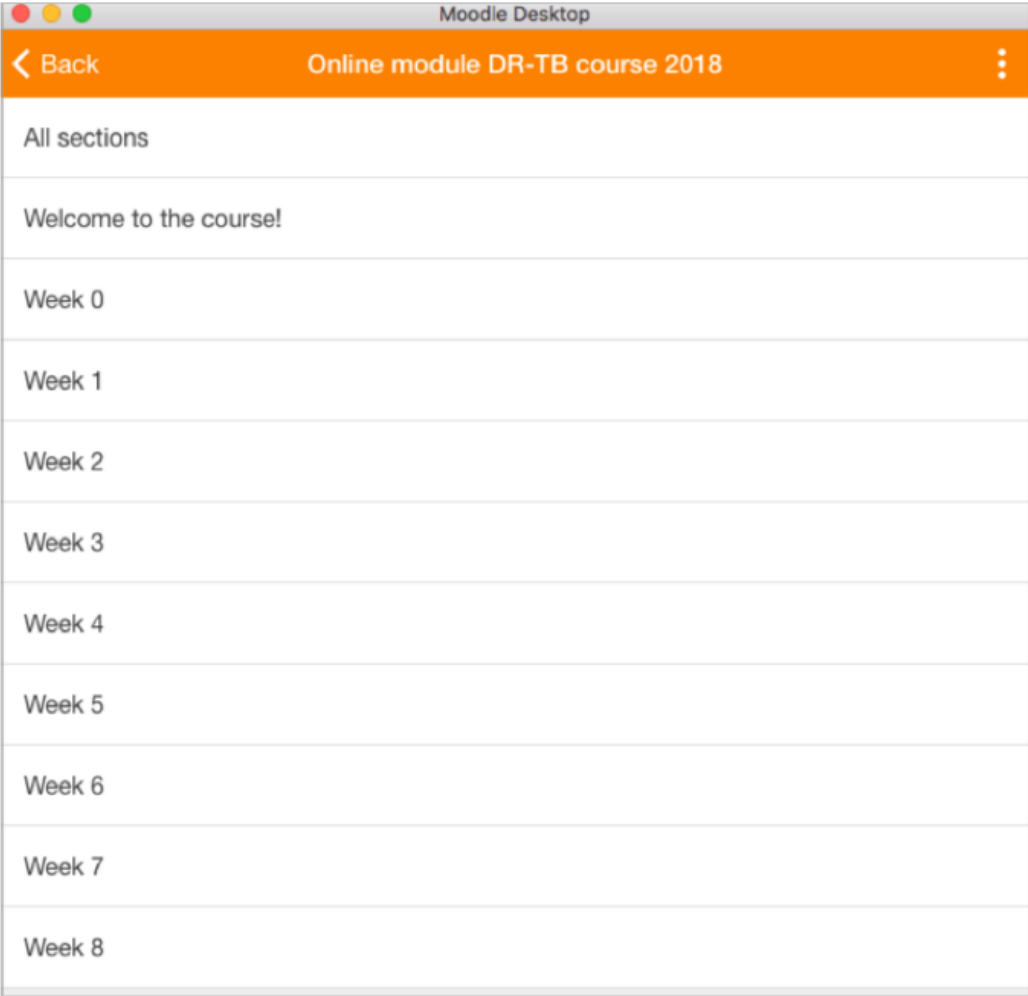 Moodle Desktop
Back
Online module DR-TB course 2018
All sections
Welcome to the course!
Week 0
Week 1
Week 2
Week 3
Week 4
Week 5
Week 6
Week 7
Week 8